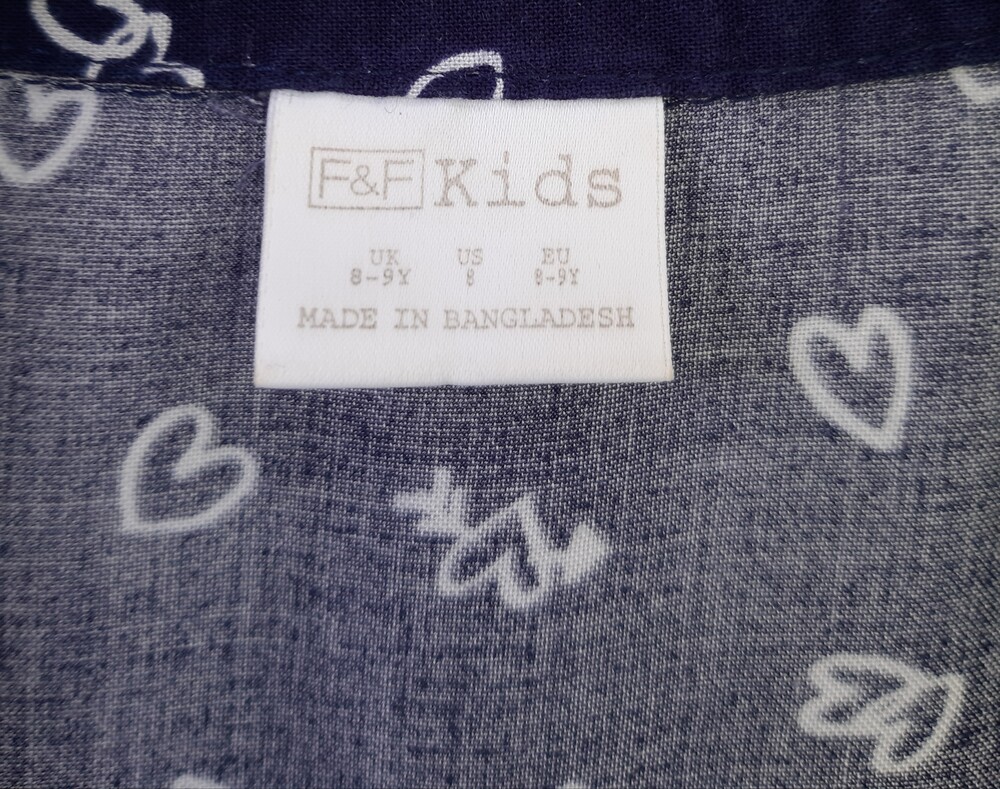 F&F Kids
UK US EU
8-9Y 8 8-9Y
MADE IN BANGLADESH